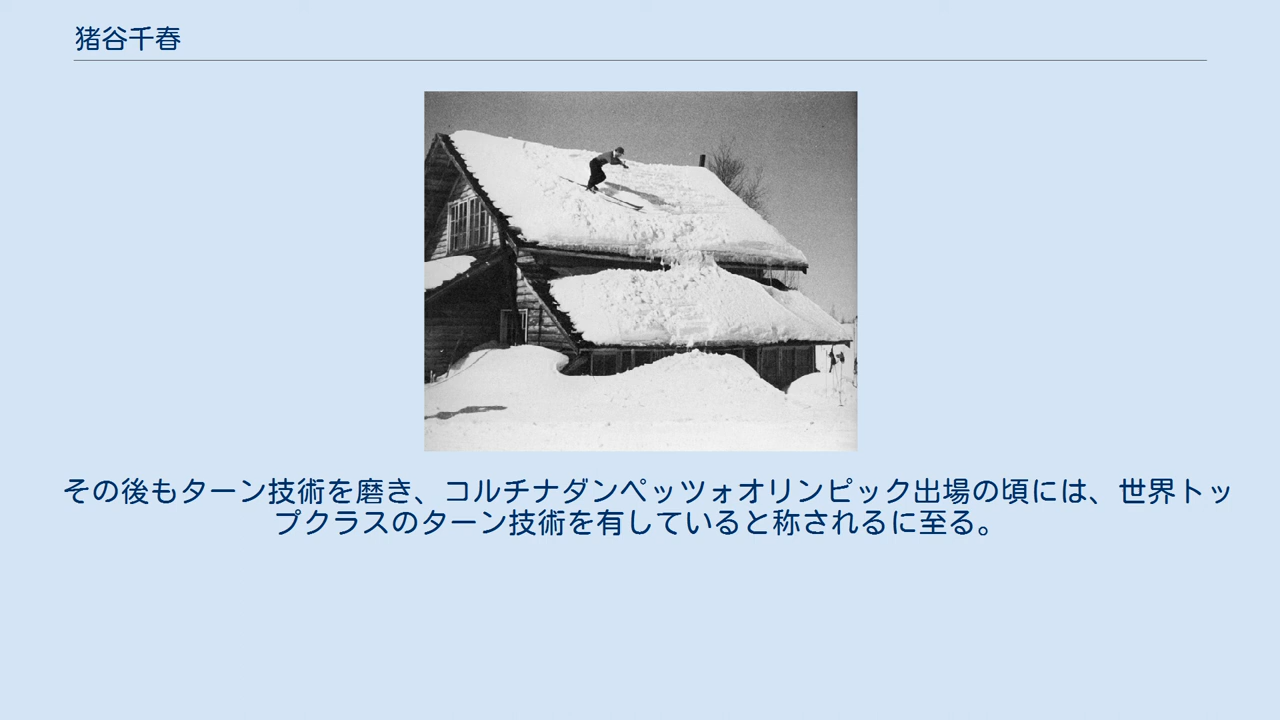 猪谷千春
その後もターン技術を磨き、コルチナダンペッツォオリンピック出場の頃には、世界トッ
プクラスのターン技術を有していると称されるに至る。